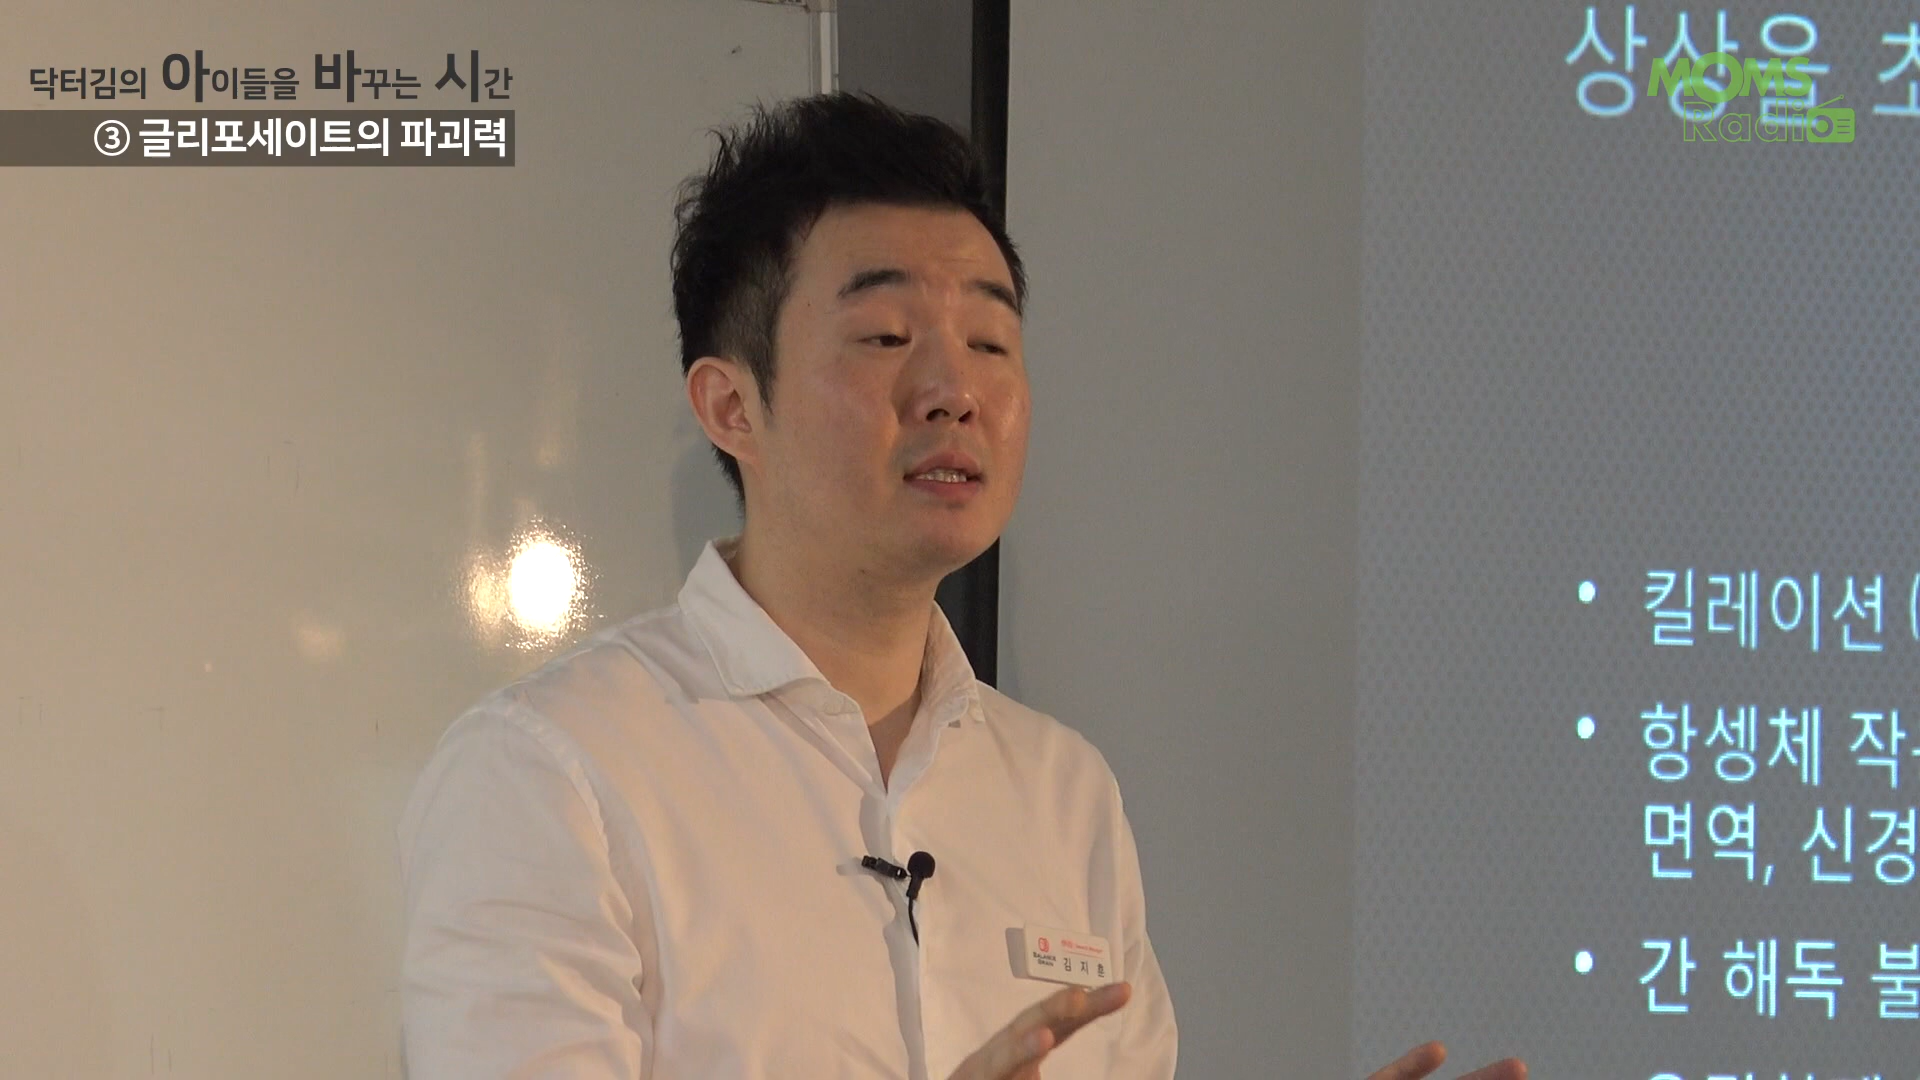 닥터김의 아이들을 바꾸는 시간
③ 글리포세이트의 파괴력
MOMS
Radio
상상을 초
• 킬레이션 (
• 항생체 작
면역, 신경
• 간 해독 불
BALANCE
BRAIN
김 지 훈